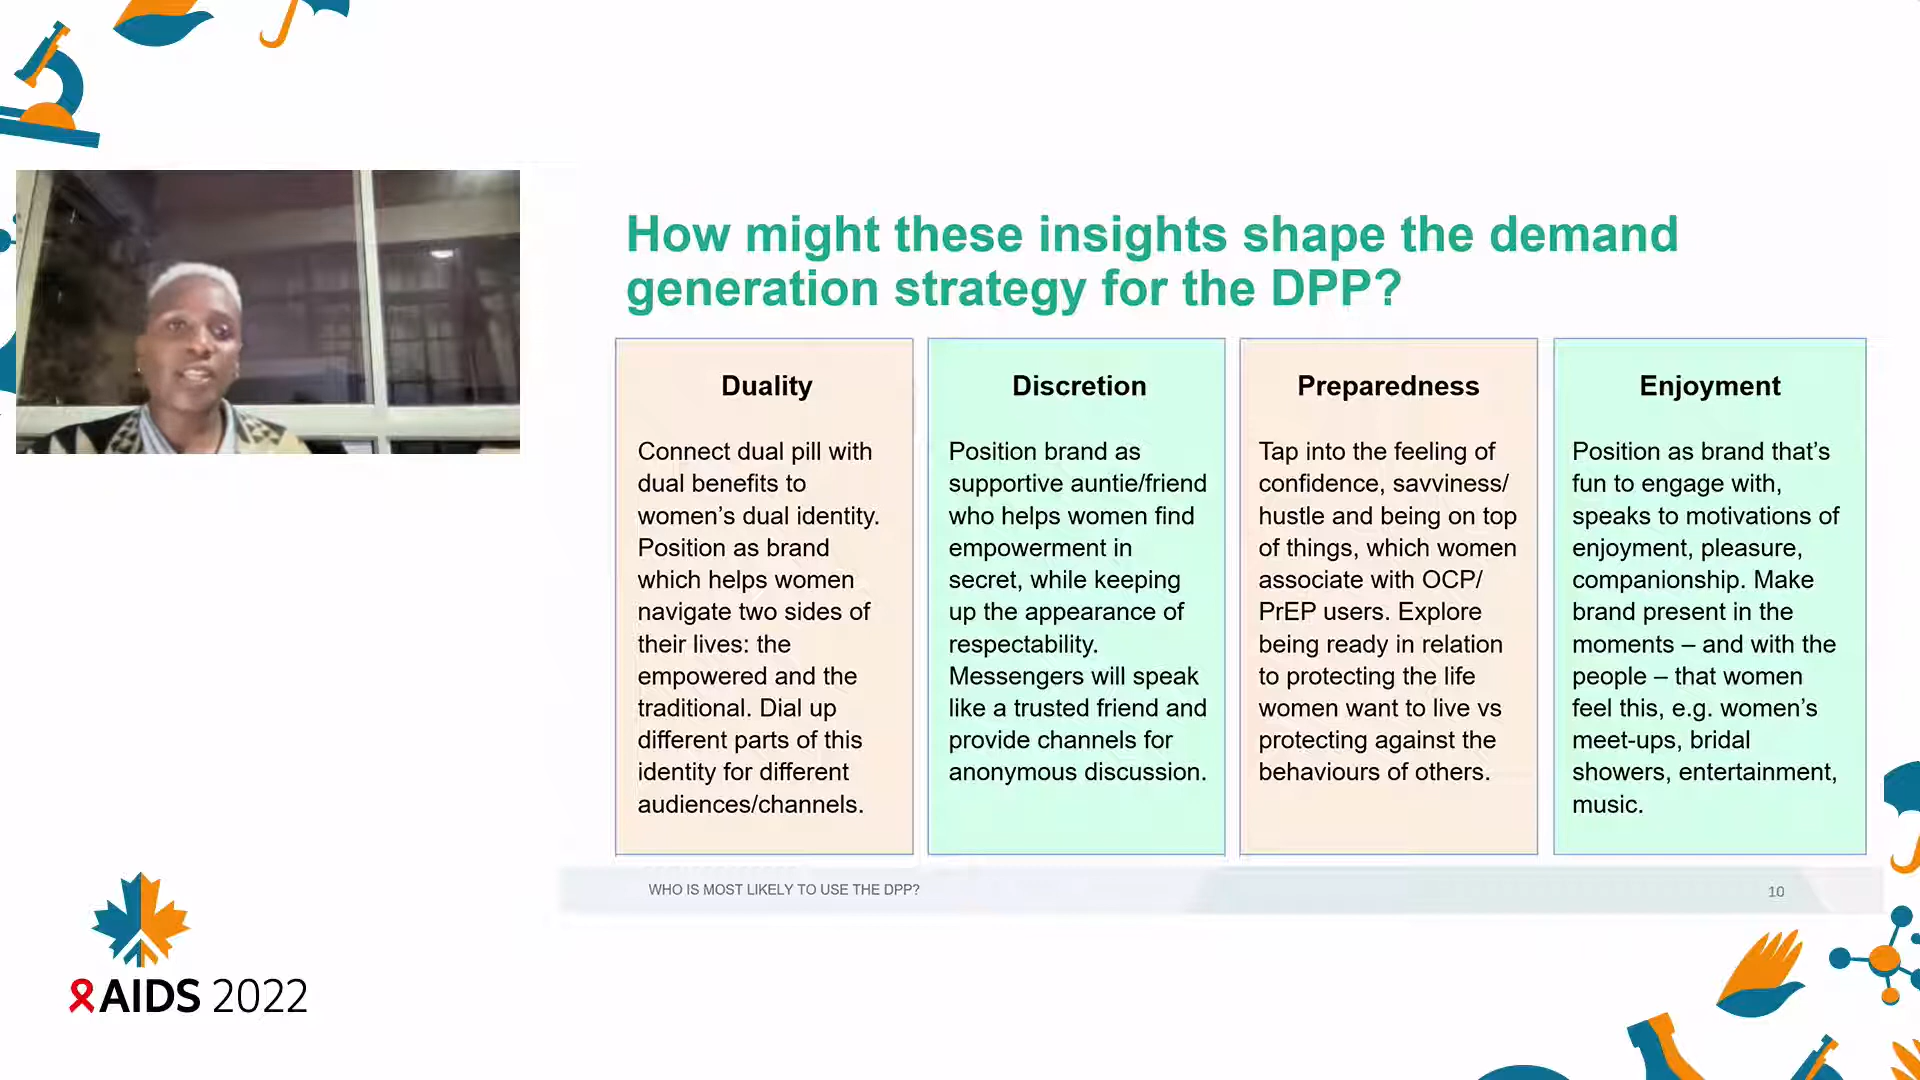 How might these insights shape the demand
generation strategy for the DPP?
Duality
Connect dual pill with
dual benefits to
women’s dual identity.
Position as brand
which helps women
navigate two sides of
their lives: the
empowered and the
traditional. Dial up
different parts of this
identity for different
audiences/channels.
Discretion
Position brand as
supportive auntie/friend
who helps women find
empowerment in
secret, while keeping
up the appearance of
respectability.
Messengers will speak
like a trusted friend and
provide channels for
anonymous discussion.
Preparedness
Tap into the feeling of
confidence, savviness/
hustle and being on top
of things, which women
associate with OCP/
PrEP users. Explore
being ready in relation
to protecting the life
women want to live vs
protecting against the
behaviours of others.
Enjoyment
Position as brand that’s
fun to engage with,
speaks to motivations of
enjoyment, pleasure,
companionship. Make
brand present in the
moments – and with the
people – that women
feel this, e.g. women’s
meet-ups, bridal
showers, entertainment,
music.
WHO IS MOST LIKELY TO USE THE DPP?
10
AIDS 2022